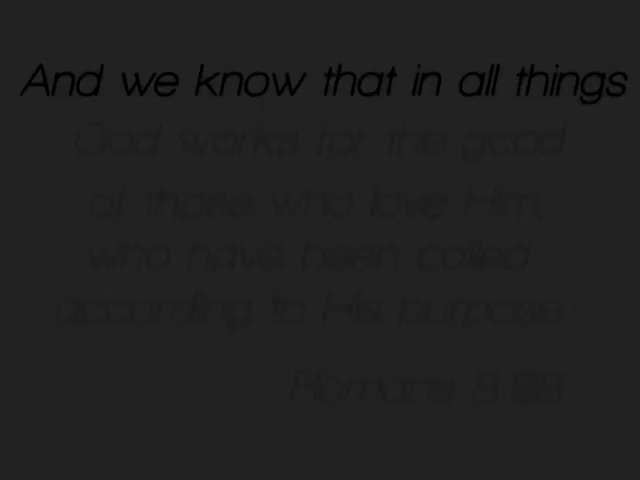 And we know that in all things
God works for the good
of those who love Him,
who have been called
according to His purpose.
Romans 8:28